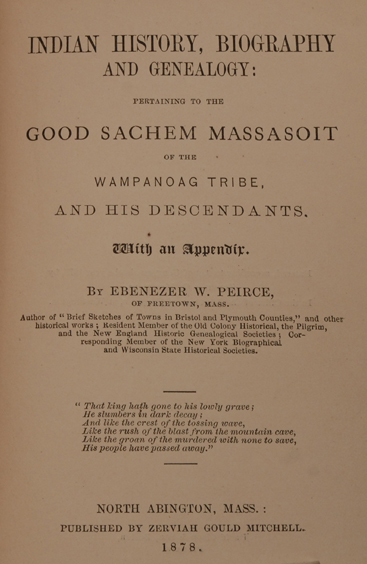 INDIAN HISTORY, BIOGRAPHY
AND GENEALOGY:
PERTAINING TO THE
GOOD SACHEM MASSASOIT
OF THE
WAMPANOAG TRIBE,
AND HIS DESCENDANTS.
With an Appendix.
BY EBENEZER W. PEIRCE,
OF FREETOWN, MASS.
Author of "Brief Sketches of Towns in Bristol and Plymouth Counties," and other
historical works; Resident Member of the Old Colony Historical, the Pilgrim,
and the New England Historic Genealogical Societies; Cor-
responding Member of the New York Biographical
and Wisconsin State Historical Societies.
"That king hath gone to his lowly grave;
He slumbers in dark decay;
And like the crest of the tossing wave,
Like the rush of the blast from the mountain cave,
Like the groan of the murdered with none to save,
His people have passed away."
NORTH ABINGTON, MASS.:
PUBLISHED BY ZERVIAH GOULD MITCHELL.
1878.